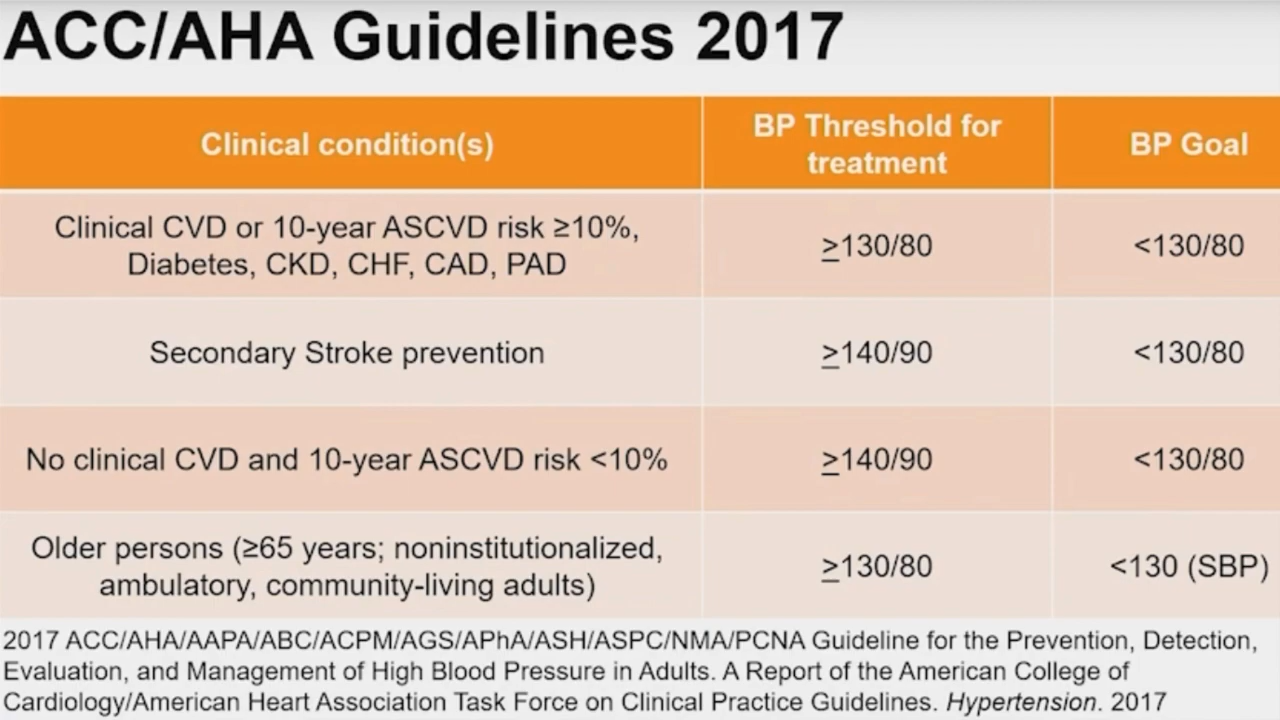 ACC/AHA Guidelines 2017
Clinical condition(s)
BP Threshold for
treatment
BP Goal
Clinical CVD or 10-year ASCVD risk ≥10%,
Diabetes, CKD, CHF, CAD, PAD
≥130/80
<130/80
Secondary Stroke prevention
≥140/90
<130/80
No clinical CVD and 10-year ASCVD risk <10%
≥140/90
<130/80
Older persons (≥65 years; noninstitutionalized,
ambulatory, community-living adults)
≥130/80
<130 (SBP)
2017 ACC/AHA/AAPA/ABC/ACPM/AGS/APhA/ASH/ASPC/NMA/PCNA Guideline for the Prevention, Detection,
Evaluation, and Management of High Blood Pressure in Adults. A Report of the American College of
Cardiology/American Heart Association Task Force on Clinical Practice Guidelines. Hypertension. 2017